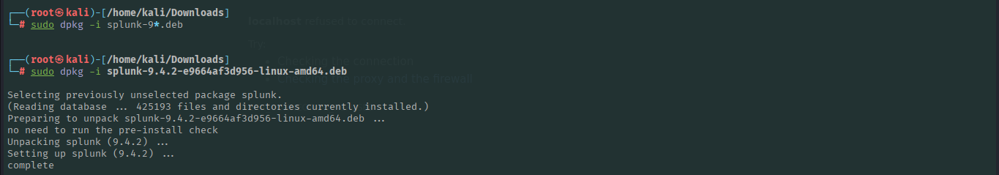 ┌──(root㉿kali)-[/home/kali/Downloads]
└─# sudo dpkg -i splunk-9*.deb
localhost refused to connect
Try
• Checking the connection
┌──(root㉿kali)-[/home/kali/Downloads]
└─# sudo dpkg -i splunk-9.4.2-e9664af3d956-linux-amd64.deb
• Checking the proxy and the firewall
Selecting previously unselected package splunk.
(Reading database ... 425193 files and directories currently installed.)
Preparing to unpack splunk-9.4.2-e9664af3d956-linux-amd64.deb ...
no need to run the pre-install check
Unpacking splunk (9.4.2) ...
Setting up splunk (9.4.2) ...
complete